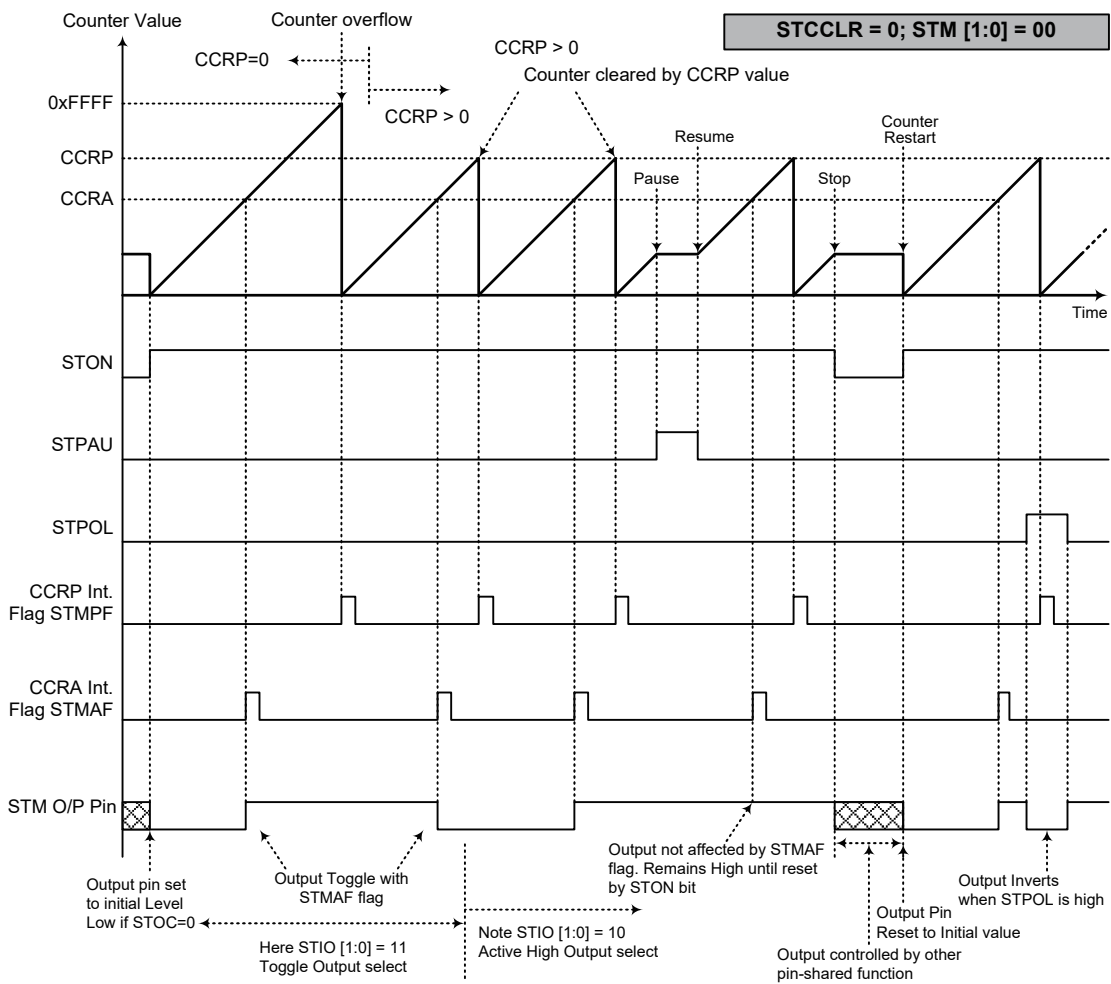 Counter Value
Counter overflow
STCCLR = 0; STM [1:0] = 00
CCRP=0
CCRP > 0
CCRP > 0
Counter cleared by CCRP value
0xFFFF
CCRP
CCRA
Pause
Resume
Stop
Counter
Restart
Time
STON
STPAU
STPOL
CCRP Int.
Flag STMPF
CCRA Int.
Flag STMAF
STM O/P Pin
Output pin set
to initial Level
Low if STOC=0
Output Toggle with
STMAF flag
Here STIO [1:0] = 11
Toggle Output select
Note STIO [1:0] = 10
Active High Output select
Output not affected by STMAF
flag. Remains High until reset
by STON bit
Output controlled by other
pin-shared function
Output Pin
Reset to Initial value
Output Inverts
when STPOL is high